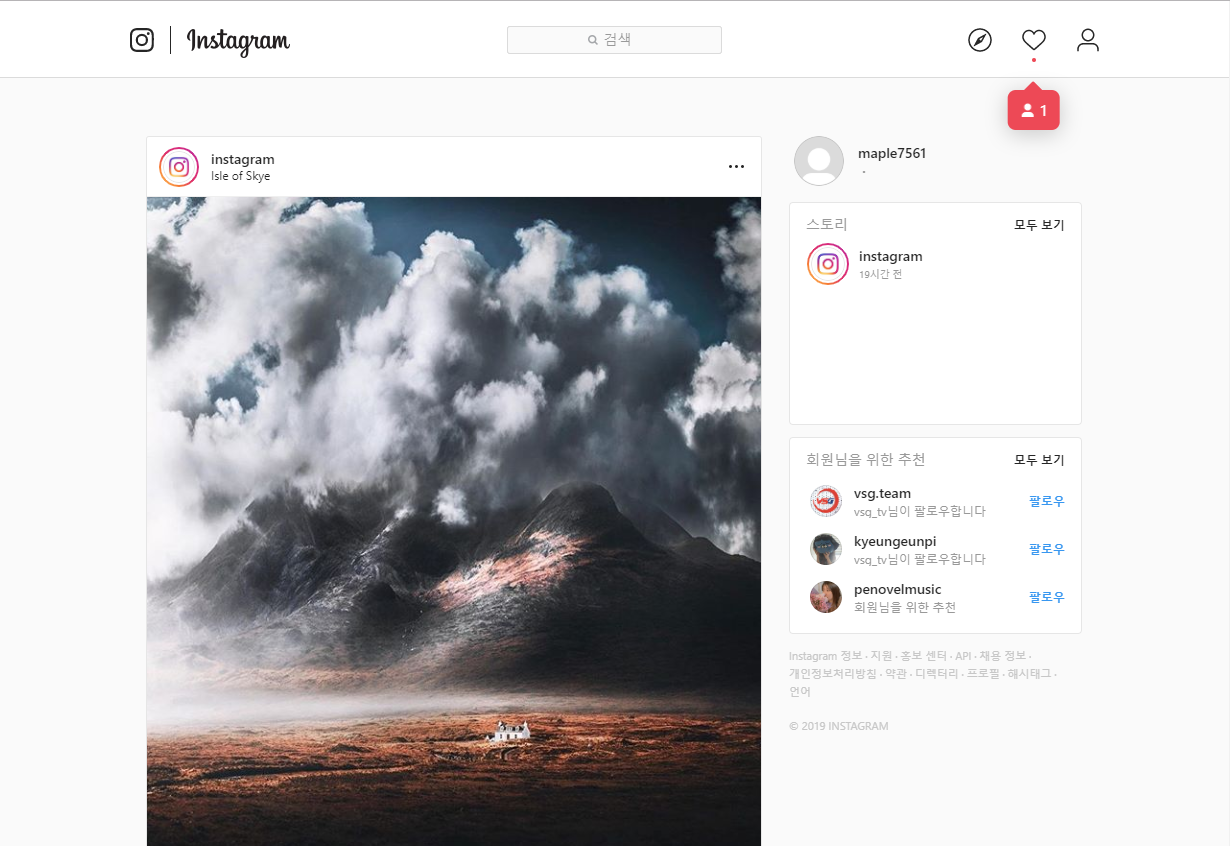 Instagram
검색
1
instagram
Isle of Skye
maple7561
.
스토리
모두 보기
instagram
19시간 전
회원님을 위한 추천
모두 보기
vsg.team
vsg_tv님이 팔로우합니다
팔로우
kyeungeunpi
vsg_tv님이 팔로우합니다
팔로우
penovelmusic
회원님을 위한 추천
팔로우
Instagram 정보 · 지원 · 홍보 센터 · API · 채용 정보 ·
개인정보처리방침 · 약관 · 디렉터리 · 프로필 · 해시태그 ·
언어
© 2019 INSTAGRAM